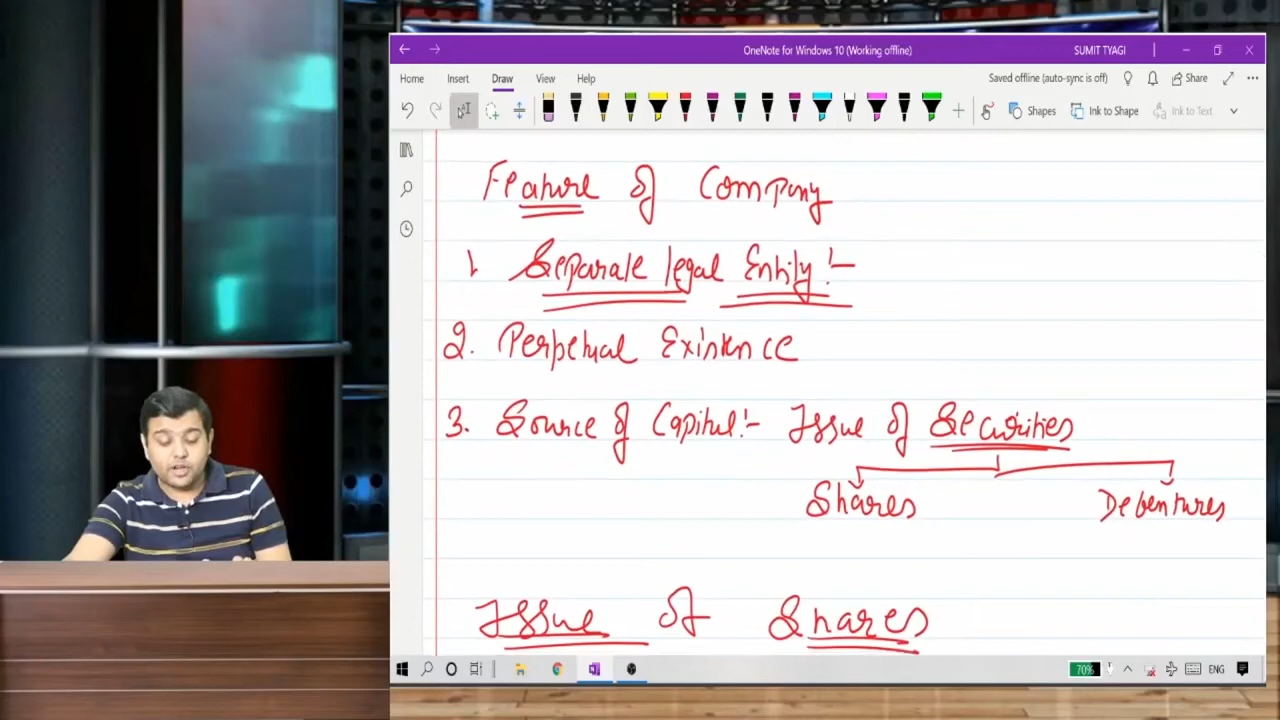 OneNote for Windows 10 (Working offline)
SUMIT TYAGI
Home Insert Draw View Help
Saved offline (auto-sync is off)
Share
Shapes
Ink to Shape
Ink to Text
Feature of Company
1. Separate legal Entity:-
2. Perpetual Existence
3. Source of Capital:- Issue of Securities
Shares Debentures
Issue of Shares
70%
ENG